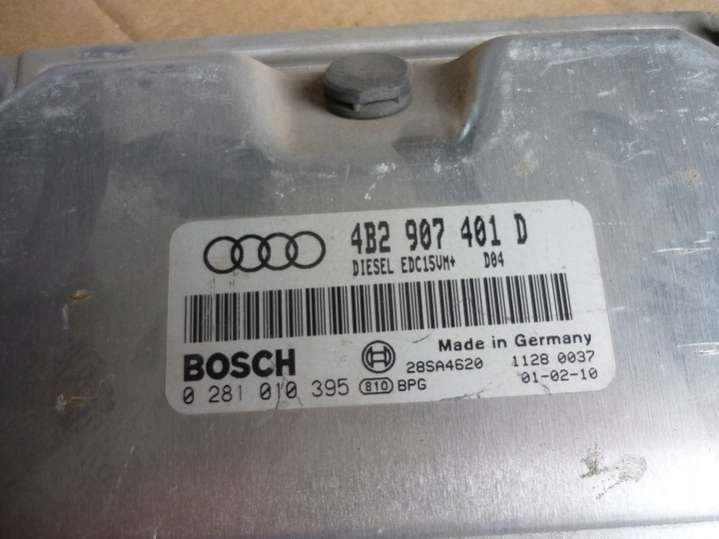 4B2 907 401 D
DIESEL EDC15VM+ D04
Made in Germany
BOSCH 28SA4620 1128 0037
0 281 010 395 810 BPG 01-02-10